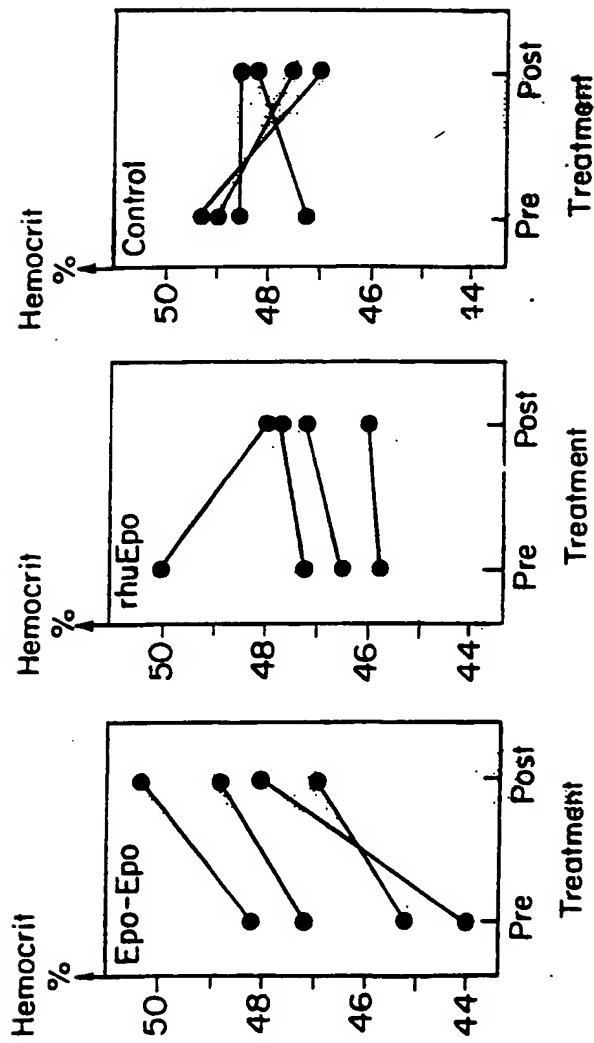 Hemocrit
%
Epo-Epo
50
48
46
44
Pre Post
Treatment
Hemocrit
%
rhuEpo
50
48
46
44
Pre Post
Treatment
Hemocrit
%
Control
50
48
46
44
Pre Post
Treatment